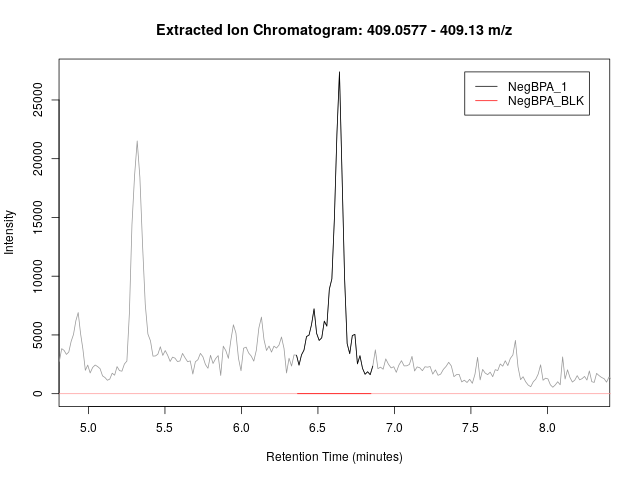 Extracted Ion Chromatogram: 409.0577 - 409.13 m/z
NegBPA_1
NegBPA_BLK
Intensity
25000
20000
15000
10000
5000
0
5.0 5.5 6.0 6.5 7.0 7.5 8.0
Retention Time (minutes)